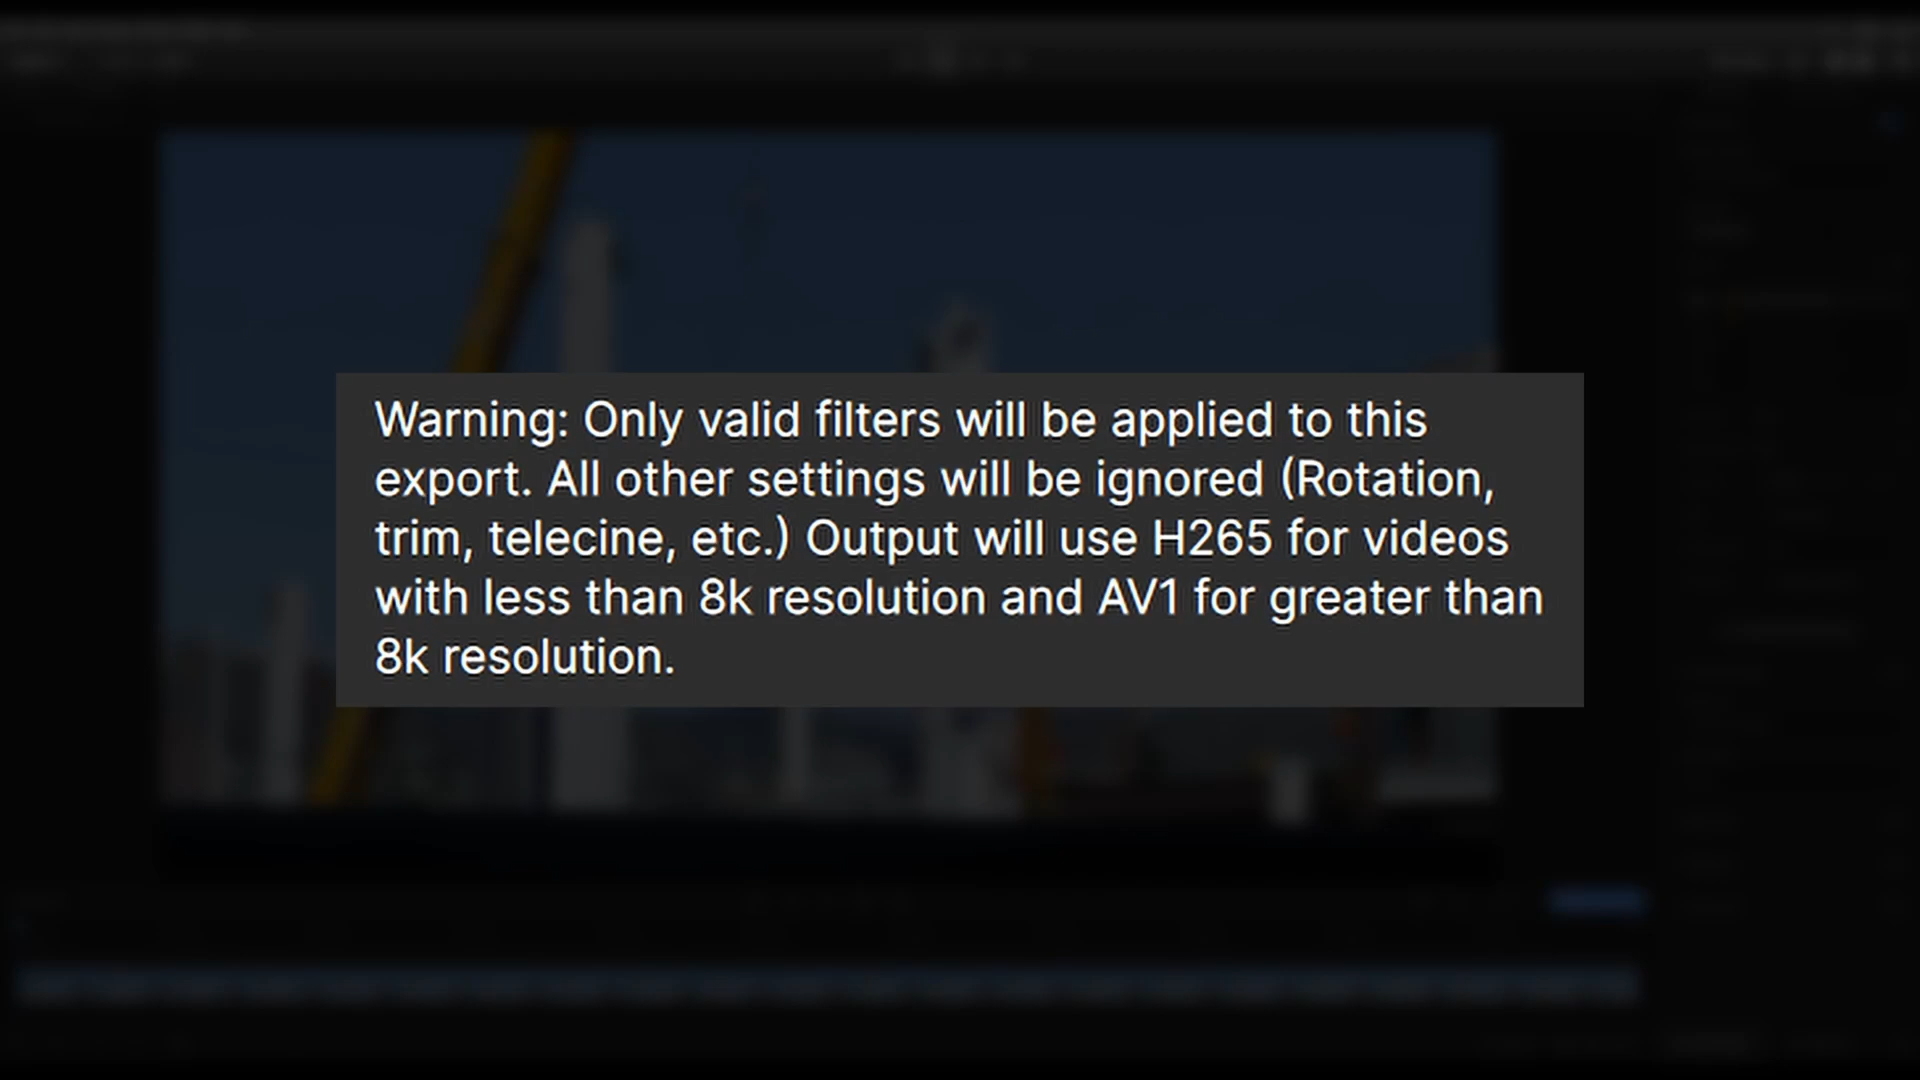 Warning: Only valid filters will be applied to this
export. All other settings will be ignored (Rotation,
trim, telecine, etc.) Output will use H265 for videos
with less than 8k resolution and AV1 for greater than
8k resolution.